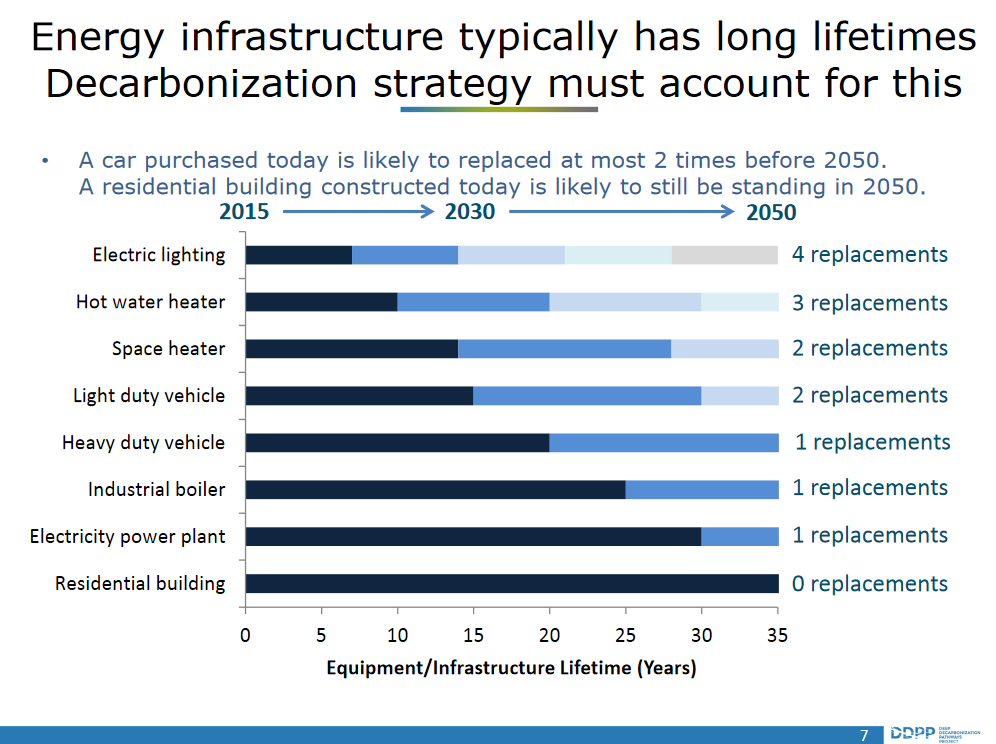 Energy infrastructure typically has long lifetimes
Decarbonization strategy must account for this
• A car purchased today is likely to replaced at most 2 times before 2050.
A residential building constructed today is likely to still be standing in 2050.
2015 2030 2050
Electric lighting 4 replacements
Hot water heater 3 replacements
Space heater 2 replacements
Light duty vehicle 2 replacements
Heavy duty vehicle 1 replacements
Industrial boiler 1 replacements
Electricity power plant 1 replacements
Residential building 0 replacements
0 5 10 15 20 25 30 35
Equipment/Infrastructure Lifetime (Years)
7
DDPP
DEEP
DECARBONIZATION
PATHWAYS
PROJECT